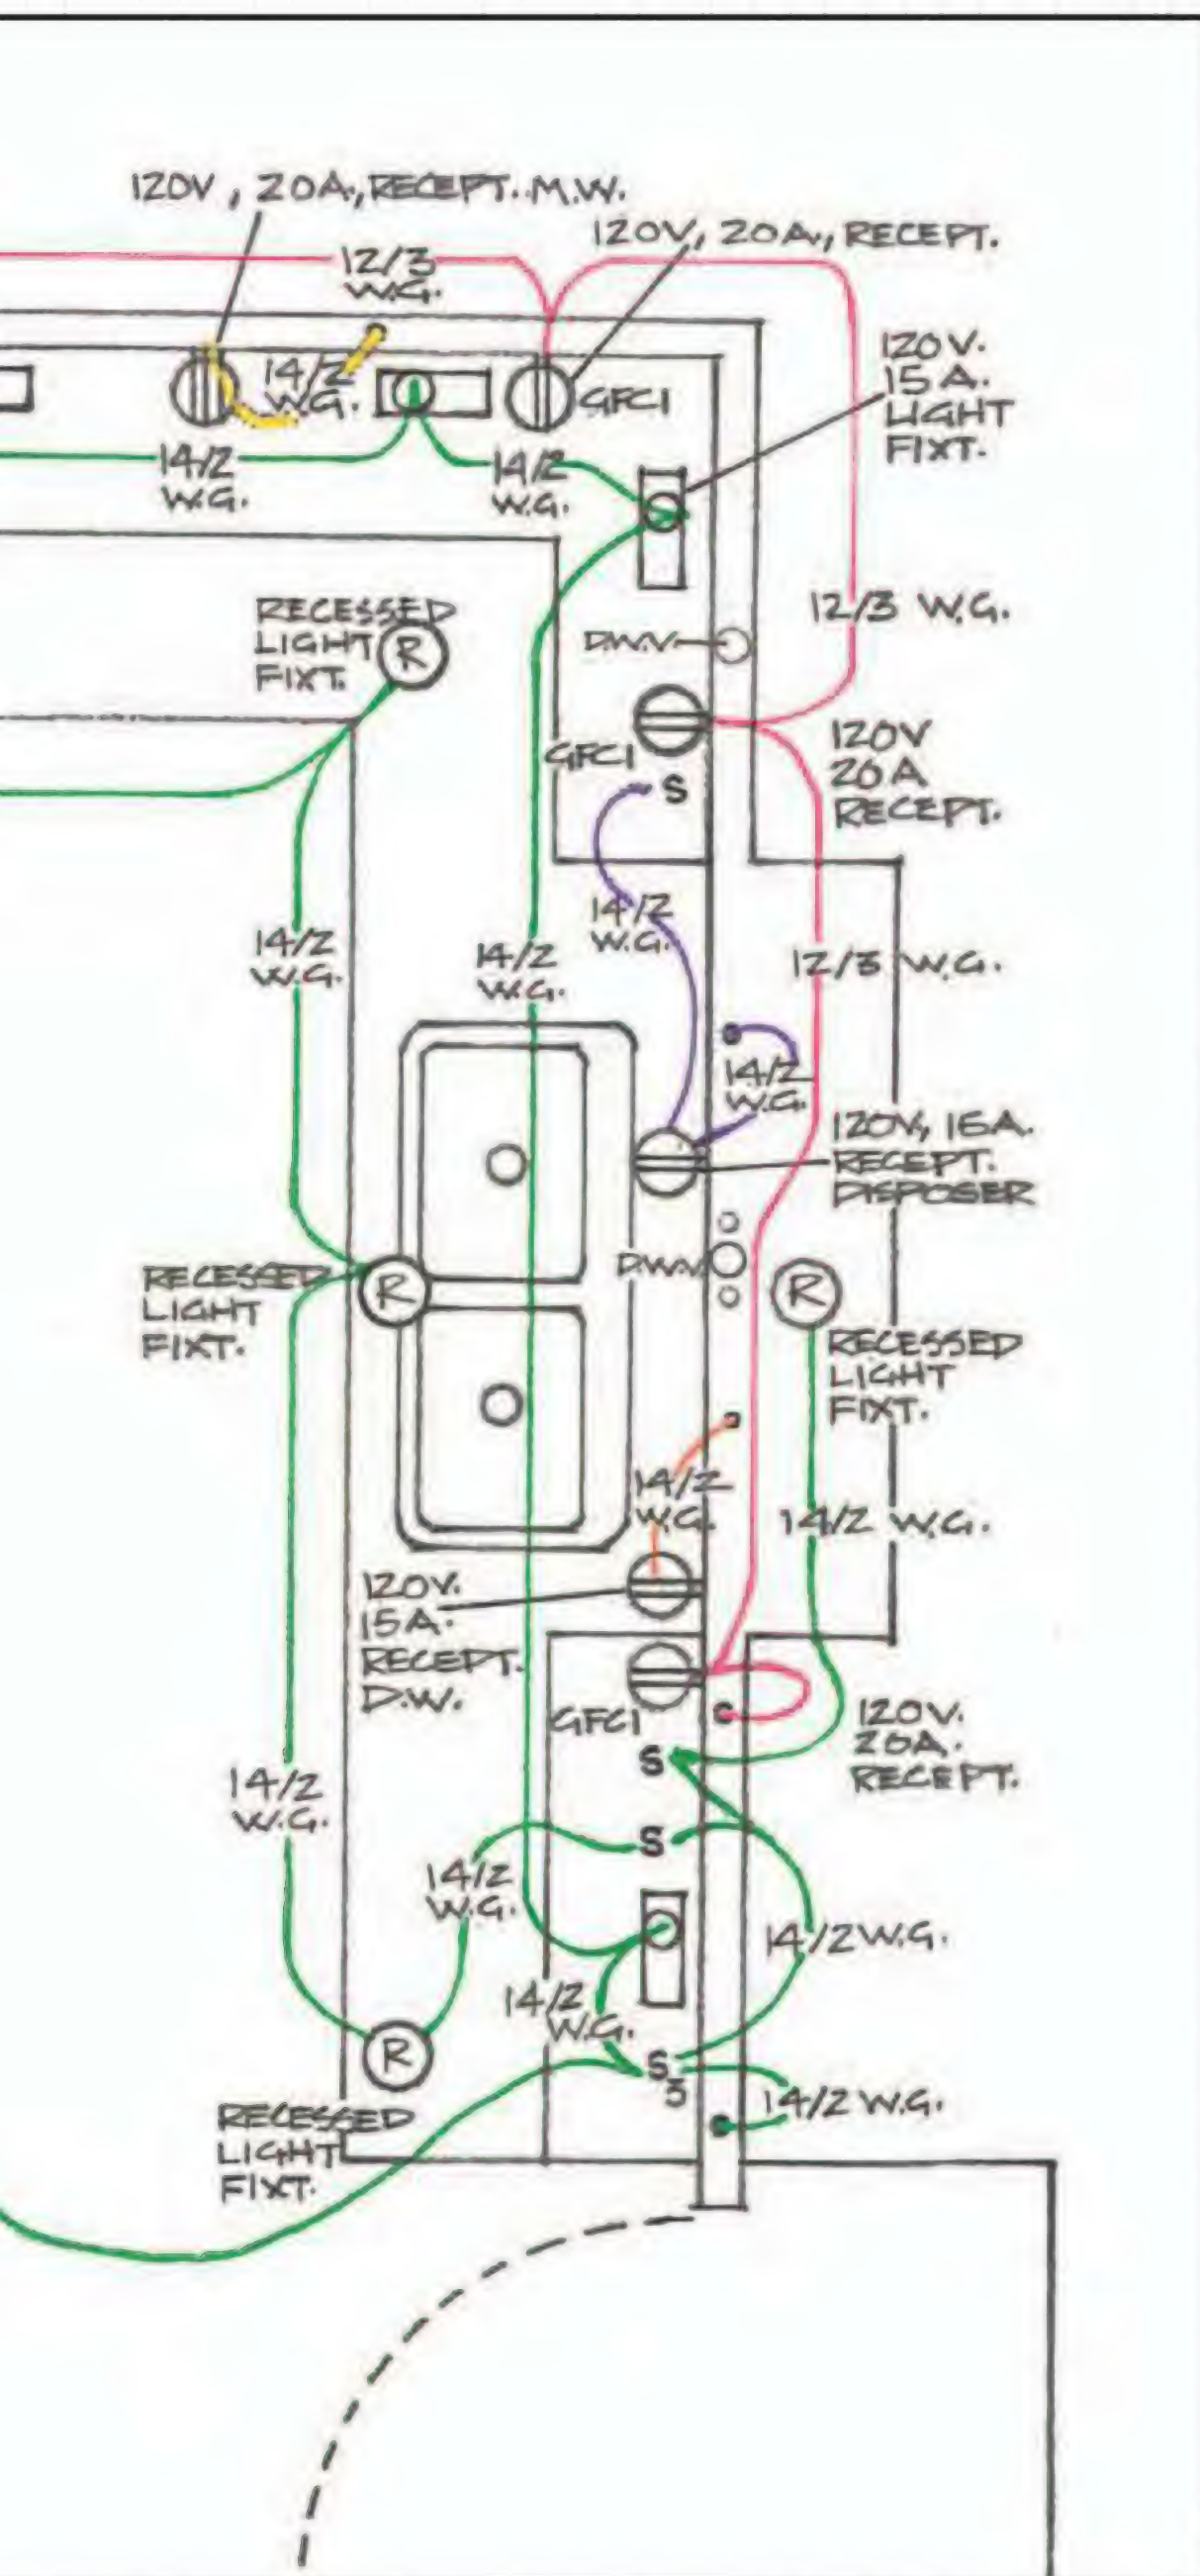 120V, 20A., RECEPT. M.W.
120V, 20A., RECEPT.
12/3
W.G.
120V.
15A.
LIGHT
FIXT.
14/2
W.G.
GFCI
14/2
W.G.
14/2
W.G.
RECESSED
LIGHT
FIXT.
R
12/3 W.G.
D.W.V
GFCI
S
120V
20A
RECEPT.
14/2
W.G.
14/2
W.G.
14/2
W.G.
12/3 W.G.
14/2
W.G.
120V, 15A.
RECEPT.
DISPOSER
D.W.V
RECESSED
LIGHT
FIXT.
R
R
RECESSED
LIGHT
FIXT.
14/2
W.G.
14/2 W.G.
120V.
15A.
RECEPT.
D.W.
GFCI
120V.
20A.
RECEPT.
S
14/2
W.G.
S
14/2
W.G.
14/2 W.G.
14/2
W.G.
R
S3
14/2 W.G.
RECESSED
LIGHT
FIXT.